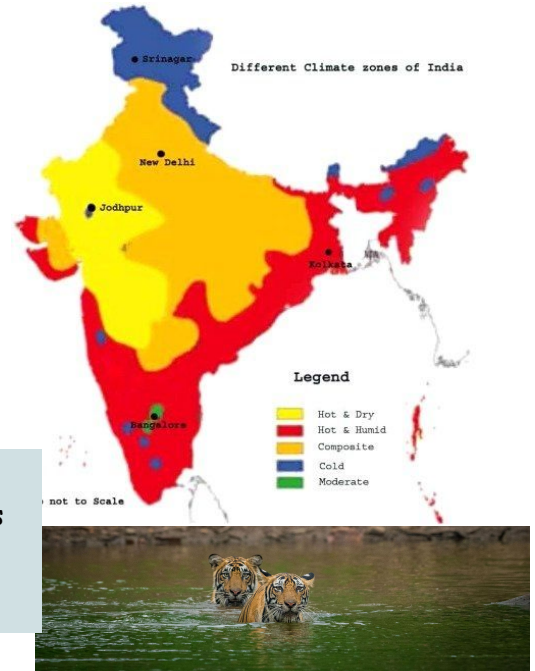 Srinagar
Different Climate zones of India
New Delhi
Jodhpur
Kolkata
Legend
Hot & Dry
Hot & Humid
Composite
Cold
Moderate
Bangalore
not to Scale
s